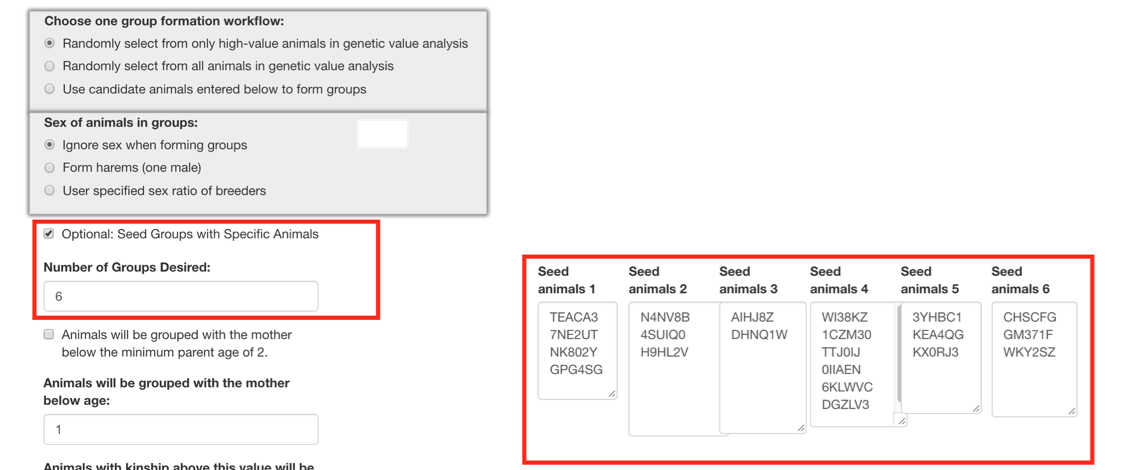 Choose one group formation workflow:
Randomly select from only high-value animals in genetic value analysis
Randomly select from all animals in genetic value analysis
Use candidate animals entered below to form groups
Sex of animals in groups:
Ignore sex when forming groups
Form harems (one male)
User specified sex ratio of breeders
Optional: Seed Groups with Specific Animals
Number of Groups Desired:
6
Animals will be grouped with the mother
below the minimum parent age of 2.
Animals will be grouped with the mother
below age:
1
Animals with kinship above this value will be
Seed
animals 1
TEACA3
7NE2UT
NK802Y
GPG4SG
Seed
animals 2
N4NV8B
4SUIQ0
H9HL2V
Seed
animals 3
AIHJ8Z
DHNQ1W
Seed
animals 4
WI38KZ
1CZM30
TTJ0IJ
0IIAEN
6KLWVC
DGZLV3
Seed
animals 5
3YHBC1
KEA4QG
KX0RJ3
Seed
animals 6
CHSCFG
GM371F
WKY2SZ